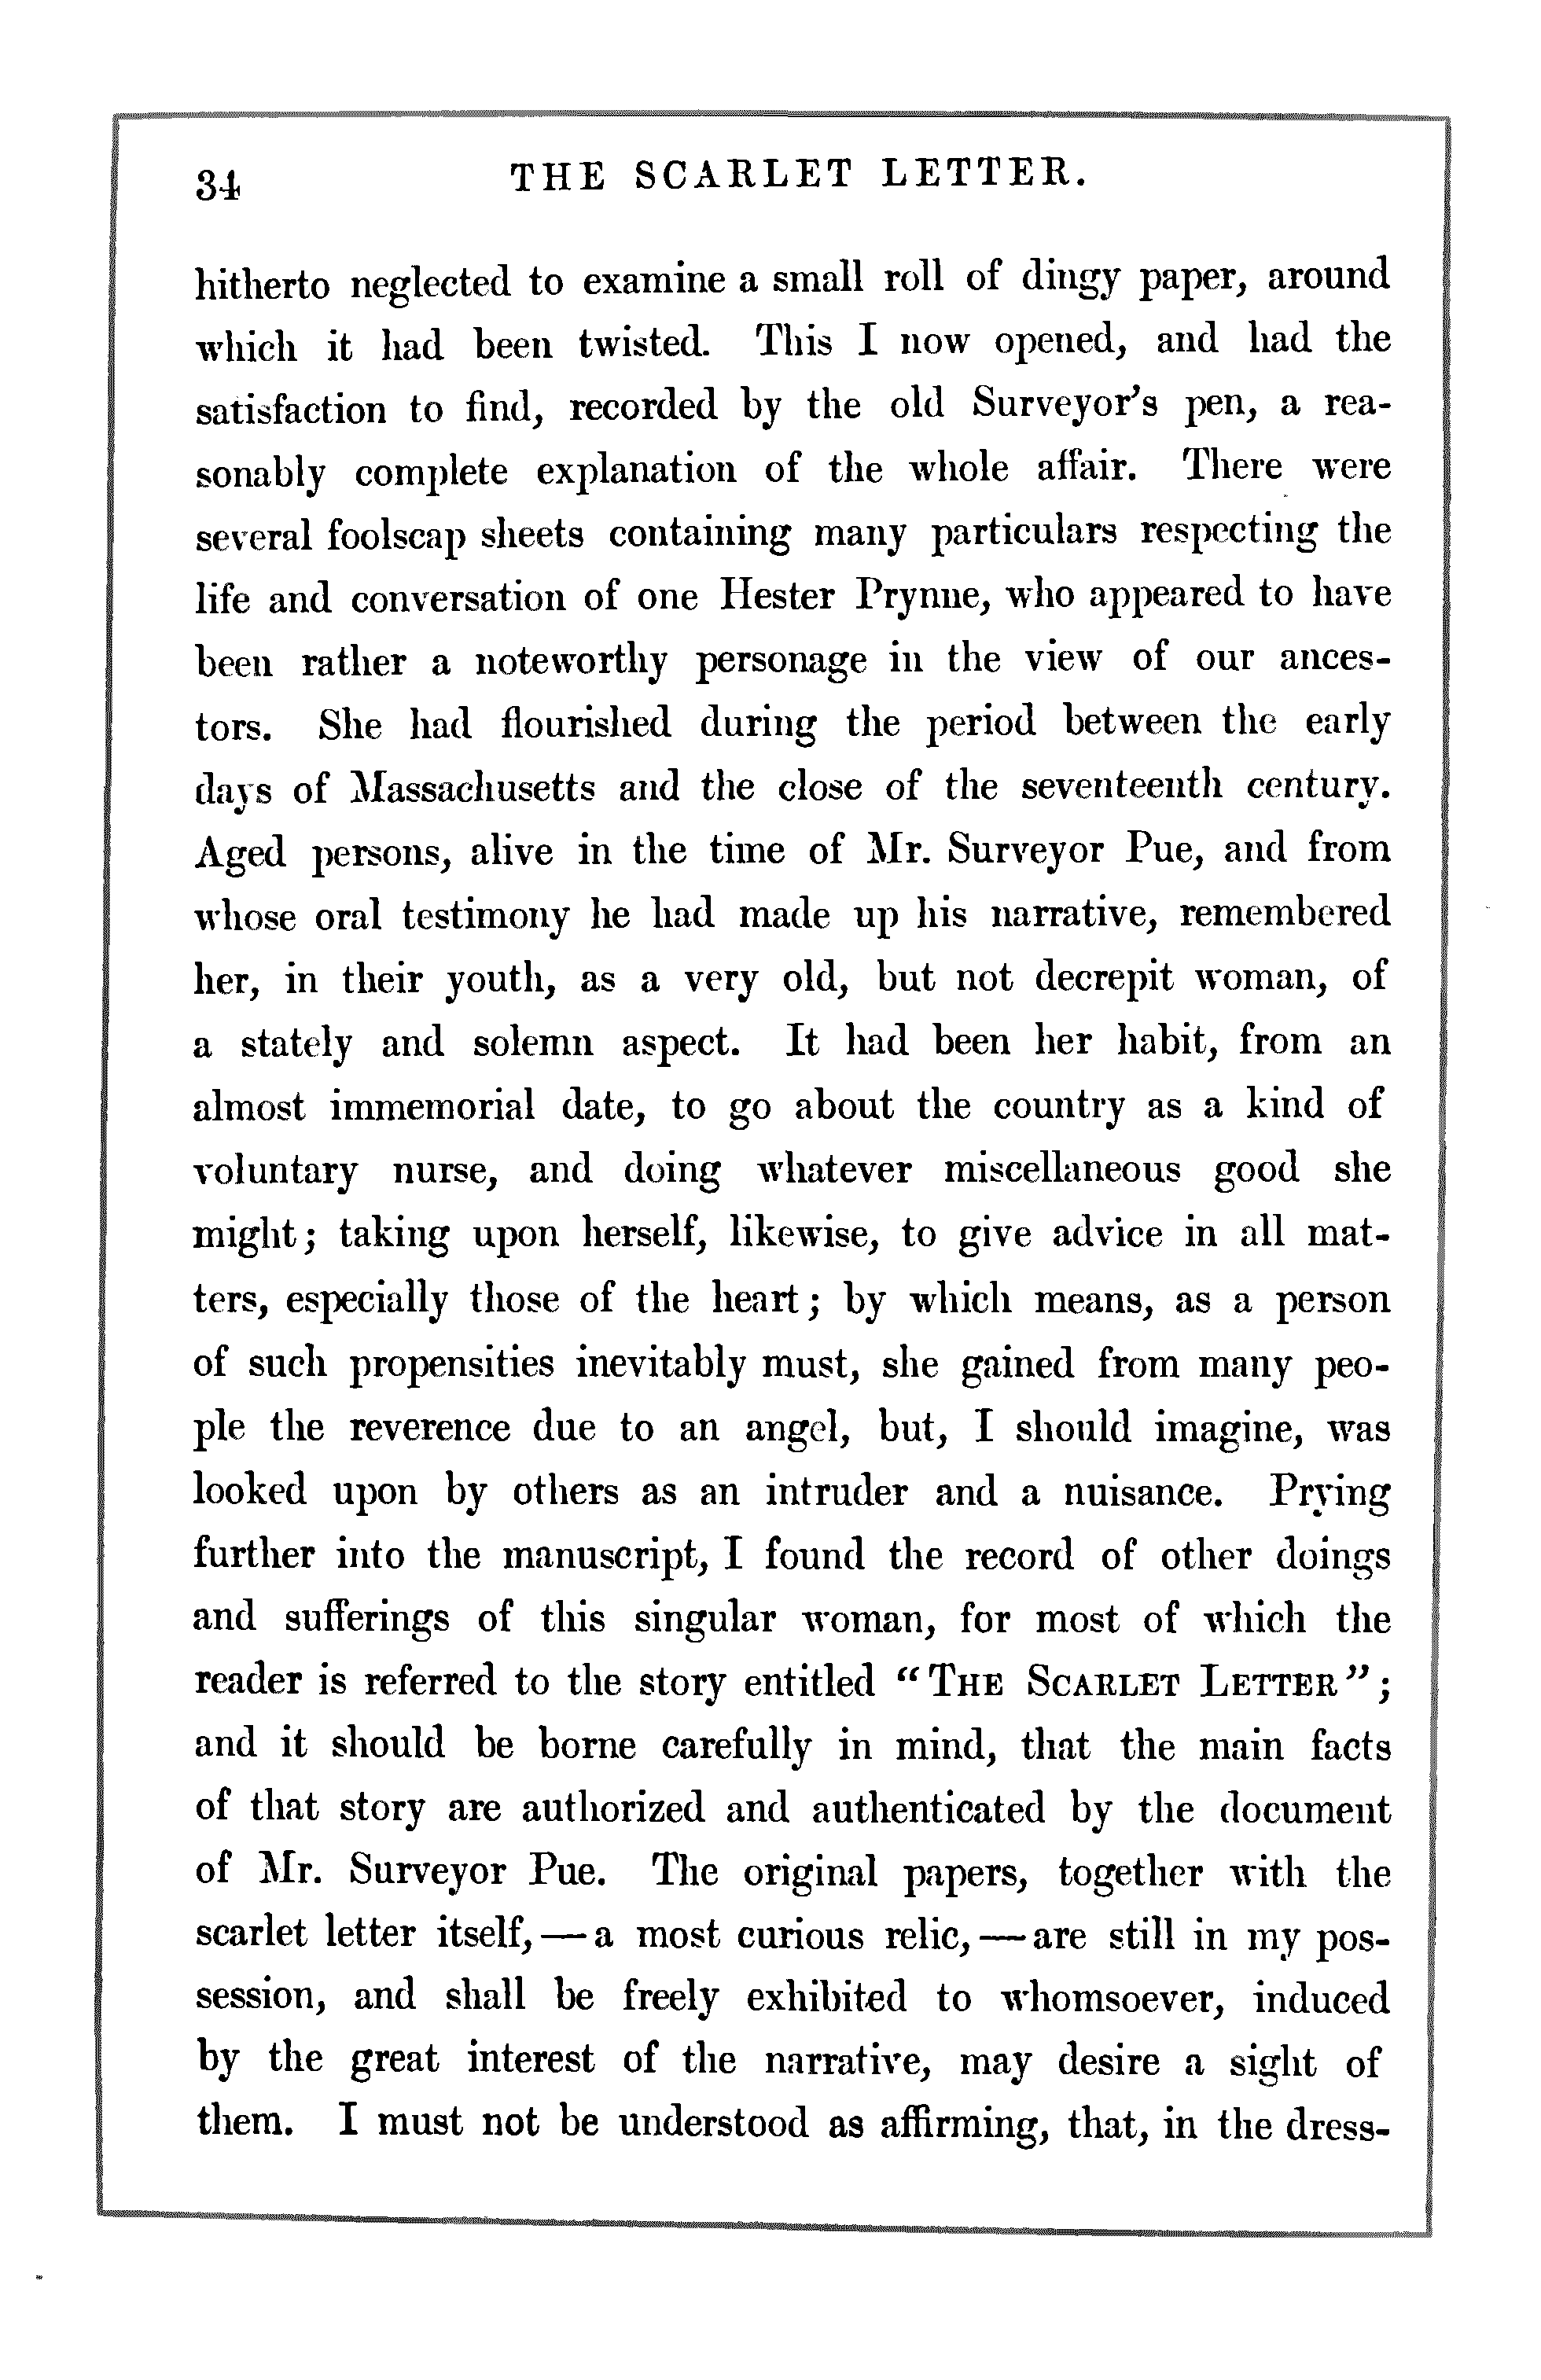 34 THE SCARLET LETTER.
hitherto neglected to examine a small roll of dingy paper, around
which it had been twisted. This I now opened, and had the
satisfaction to find, recorded by the old Surveyor's pen, a rea-
sonably complete explanation of the whole affair. There were
several foolscap sheets containing many particulars respecting the
life and conversation of one Hester Prynne, who appeared to have
been rather a noteworthy personage in the view of our ances-
tors. She had flourished during the period between the early
days of Massachusetts and the close of the seventeenth century.
Aged persons, alive in the time of Mr. Surveyor Pue, and from
whose oral testimony he had made up his narrative, remembered
her, in their youth, as a very old, but not decrepit woman, of
a stately and solemn aspect. It had been her habit, from an
almost immemorial date, to go about the country as a kind of
voluntary nurse, and doing whatever miscellaneous good she
might; taking upon herself, likewise, to give advice in all mat-
ters, especially those of the heart; by which means, as a person
of such propensities inevitably must, she gained from many peo-
ple the reverence due to an angel, but, I should imagine, was
looked upon by others as an intruder and a nuisance. Prying
further into the manuscript, I found the record of other doings
and sufferings of this singular woman, for most of which the
reader is referred to the story entitled “THE SCARLET LETTER”;
and it should be borne carefully in mind, that the main facts
of that story are authorized and authenticated by the document
of Mr. Surveyor Pue. The original papers, together with the
scarlet letter itself,—a most curious relic,—are still in my pos-
session, and shall be freely exhibited to whomsoever, induced
by the great interest of the narrative, may desire a sight of
them. I must not be understood as affirming, that, in the dress-